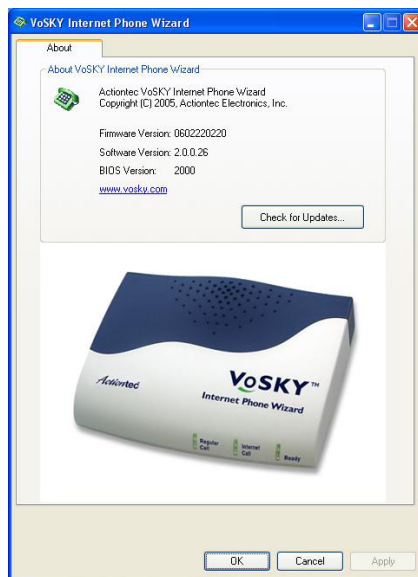 VoSKY Internet Phone Wizard
About
About VoSKY Internet Phone Wizard
Actiontec VoSKY Internet Phone Wizard
Copyright (C) 2005, Actiontec Electronics, Inc.
Firmware Version: 0602220220
Software Version: 2.0.0.26
BIOS Version: 2000
www.vosky.com
Check for Updates...
Actiontec
VoSKY™
Internet Phone Wizard
Regular Call
Internet Call
Ready
OK
Cancel
Apply